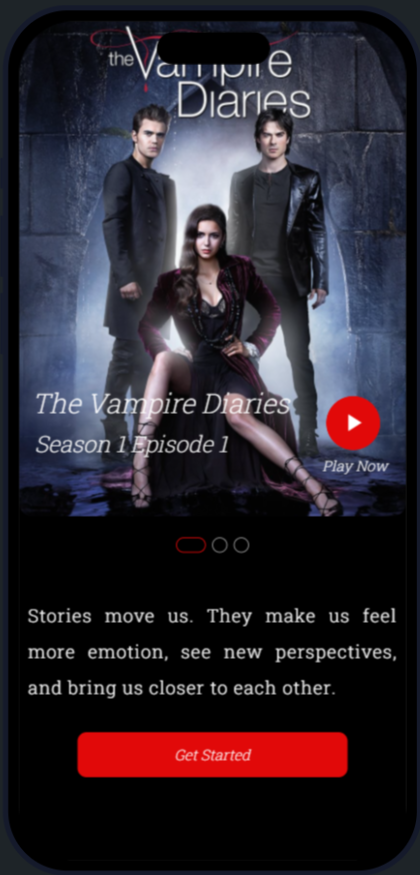 the Vampire
Diaries
The Vampire Diaries
Season 1 Episode 1
Play Now
Stories move us. They make us feel
more emotion, see new perspectives,
and bring us closer to each other.
Get Started